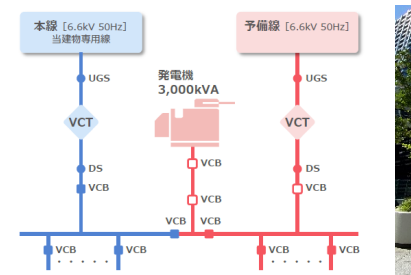 本線 [6.6kV 50Hz]
当建物専用線
予備線 [6.6kV 50Hz]
発電機
3,000kVA
UGS
UGS
VCT
VCT
VCB
DS
DS
VCB
VCB
VCB
VCB
VCB
VCB
VCB
VCB
VCB